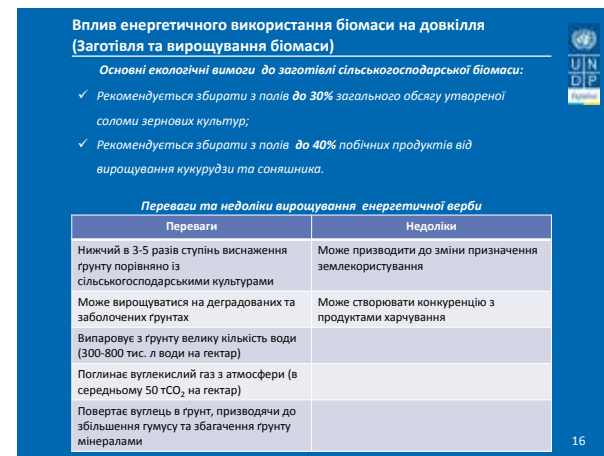 Вплив енергетичного використання біомаси на довкілля
(Заготівля та вирощування біомаси)
Основні екологічні вимоги до заготівлі сільськогосподарської біомаси:
✓ Рекомендується збирати з полів до 30% загального обсягу утвореної
соломи зернових культур;
✓ Рекомендується збирати з полів до 40% побічних продуктів від
вирощування кукурудзи та соняшника.
Переваги та недоліки вирощування енергетичної верби
Переваги
Недоліки
Нижчий в 3-5 разів ступінь виснаження
ґрунту порівняно із
сільськогосподарськими культурами
Може призводити до зміни призначення
землекористування
Може вирощуватися на деградованих та
заболочених ґрунтах
Може створювати конкуренцію з
продуктами харчування
Випаровує з ґрунту велику кількість води
(300-800 тис. л води на гектар)
Поглинає вуглекислий газ з атмосфери (в
середньому 50 тCO₂ на гектар)
Повертає вуглець в ґрунт, призводячи до
збільшення гумусу та збагачення ґрунту
мінералами
U N
D P
16